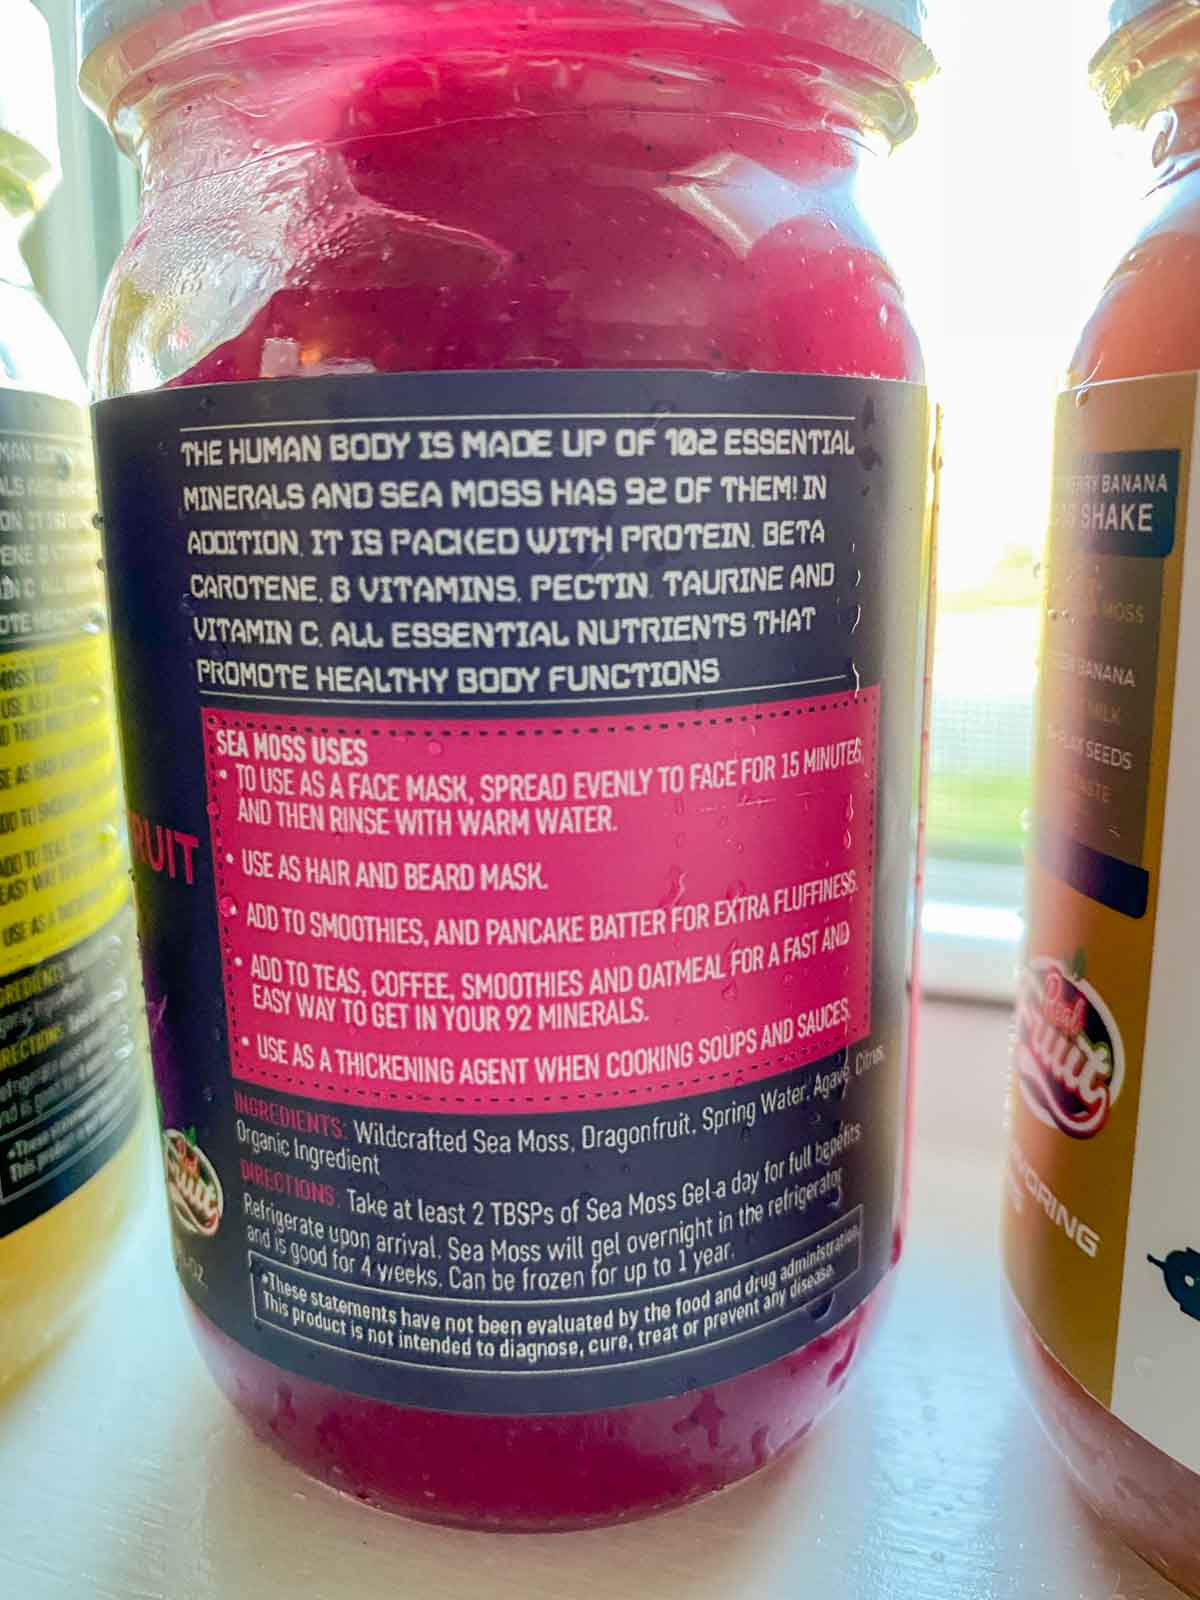 THE HUMAN BODY IS MADE UP OF 102 ESSENTIAL
MINERALS AND SEA MOSS HAS 92 OF THEM! IN
ADDITION, IT IS PACKED WITH PROTEIN, BETA
CAROTENE, B VITAMINS, PECTIN, TAURINE AND
VITAMIN C, ALL ESSENTIAL NUTRIENTS THAT
PROMOTE HEALTHY BODY FUNCTIONS
SEA MOSS USES
• TO USE AS A FACE MASK, SPREAD EVENLY TO FACE FOR 15 MINUTES,
AND THEN RINSE WITH WARM WATER.
• USE AS HAIR AND BEARD MASK.
• ADD TO SMOOTHIES, AND PANCAKE BATTER FOR EXTRA FLUFFINESS.
• ADD TO TEAS, COFFEE, SMOOTHIES AND OATMEAL FOR A FAST AND
EASY WAY TO GET IN YOUR 92 MINERALS.
• USE AS A THICKENING AGENT WHEN COOKING SOUPS AND SAUCES.
INGREDIENTS: Wildcrafted Sea Moss, Dragonfruit, Spring Water, Agave, Citrus,
Organic Ingredient
DIRECTIONS: Take at least 2 TBSPs of Sea Moss Gel a day for full benefits
Refrigerate upon arrival. Sea Moss will gel overnight in the refrigerator
and is good for 4 weeks. Can be frozen for up to 1 year.
*These statements have not been evaluated by the food and drug administration.
This product is not intended to diagnose, cure, treat or prevent any disease.
RUIT
BANANA
SHAKE
MOSS
BANANA
MILK
SEEDS
Real
Fruit